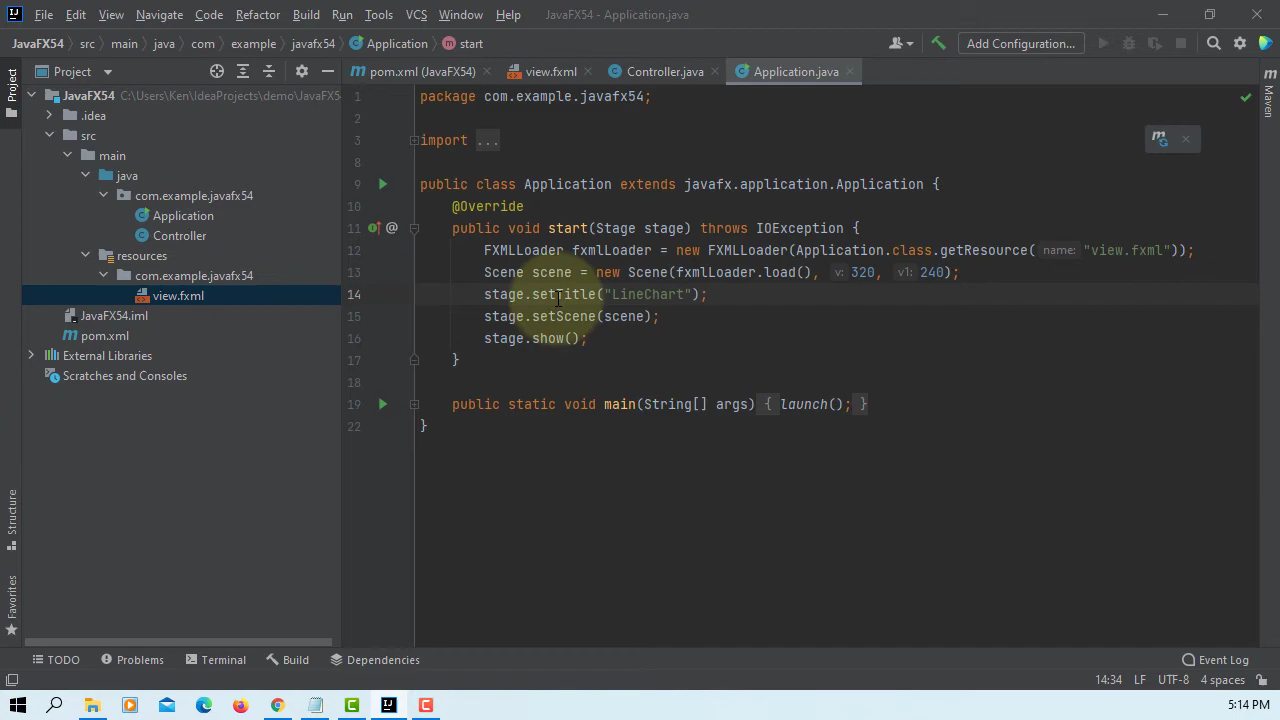 File Edit View Navigate Code Refactor Build Run Tools VCS Window Help JavaFX54 - Application.java
JavaFX54 src main java com example javafx54 Application start Add Configuration...
Project
Project
pom.xml (JavaFX54) view.fxml Controller.java Application.java
Maven
JavaFX54 C:\Users\Ken\IdeaProjects\demo\JavaFX5
.idea
src
main
java
com.example.javafx54
Application
Controller
resources
com.example.javafx54
view.fxml
JavaFX54.iml
pom.xml
External Libraries
Scratches and Consoles
1 package com.example.javafx54;
2
3 import ...
8
9 public class Application extends javafx.application.Application {
10 @Override
11 @ public void start(Stage stage) throws IOException {
12 FXMLLoader fxmlLoader = new FXMLLoader(Application.class.getResource( name: "view.fxml"));
13 Scene scene = new Scene(fxmlLoader.load(), v: 320, v1: 240);
14 stage.setTitle("LineChart");
15 stage.setScene(scene);
16 stage.show();
17 }
18
19 public static void main(String[] args) { launch(); }
22 }
Structure
Favorites
TODO Problems Terminal Build Dependencies Event Log
14:34 LF UTF-8 4 spaces
5:14 PM